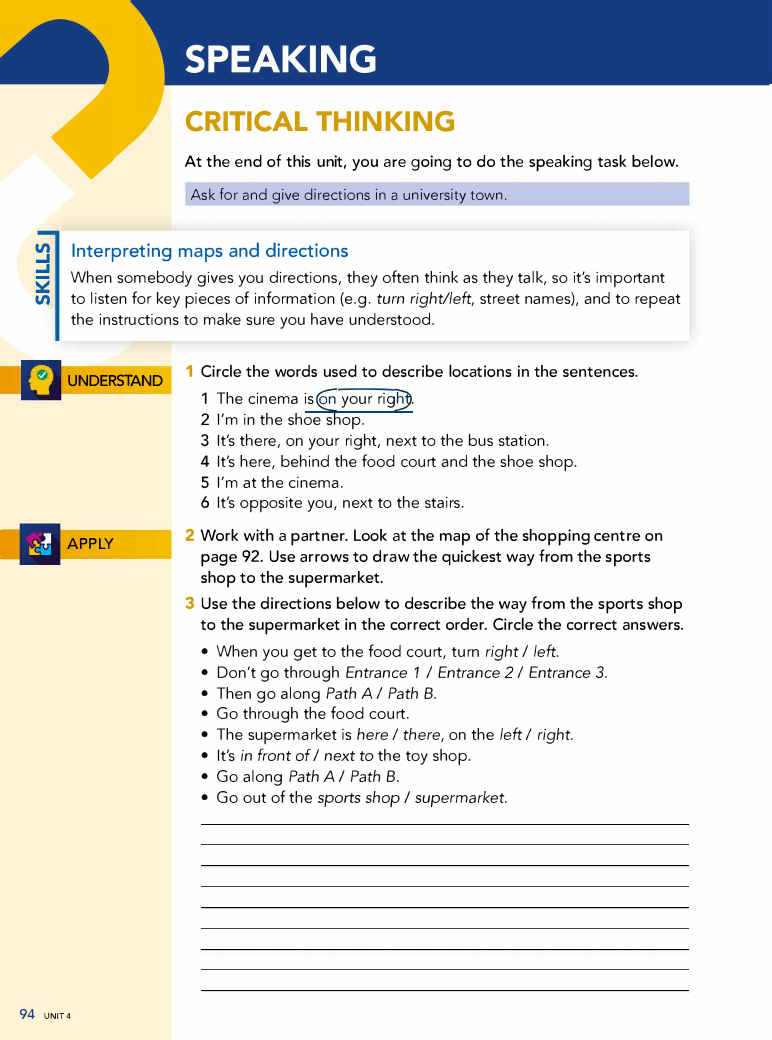 SPEAKING
CRITICAL THINKING
At the end of this unit, you are going to do the speaking task below.
Ask for and give directions in a university town.
SKILLS
Interpreting maps and directions
When somebody gives you directions, they often think as they talk, so it's important
to listen for key pieces of information (e.g. turn right/left, street names), and to repeat
the instructions to make sure you have understood.
UNDERSTAND
1 Circle the words used to describe locations in the sentences.
1 The cinema is on your right.
2 I'm in the shoe shop.
3 It's there, on your right, next to the bus station.
4 It's here, behind the food court and the shoe shop.
5 I'm at the cinema.
6 It's opposite you, next to the stairs.
APPLY
2 Work with a partner. Look at the map of the shopping centre on
page 92. Use arrows to draw the quickest way from the sports
shop to the supermarket.
3 Use the directions below to describe the way from the sports shop
to the supermarket in the correct order. Circle the correct answers.
• When you get to the food court, turn right / left.
• Don't go through Entrance 1 / Entrance 2 / Entrance 3.
• Then go along Path A / Path B.
• Go through the food court.
• The supermarket is here / there, on the left / right.
• It's in front of / next to the toy shop.
• Go along Path A / Path B.
• Go out of the sports shop / supermarket.
94 UNIT 4